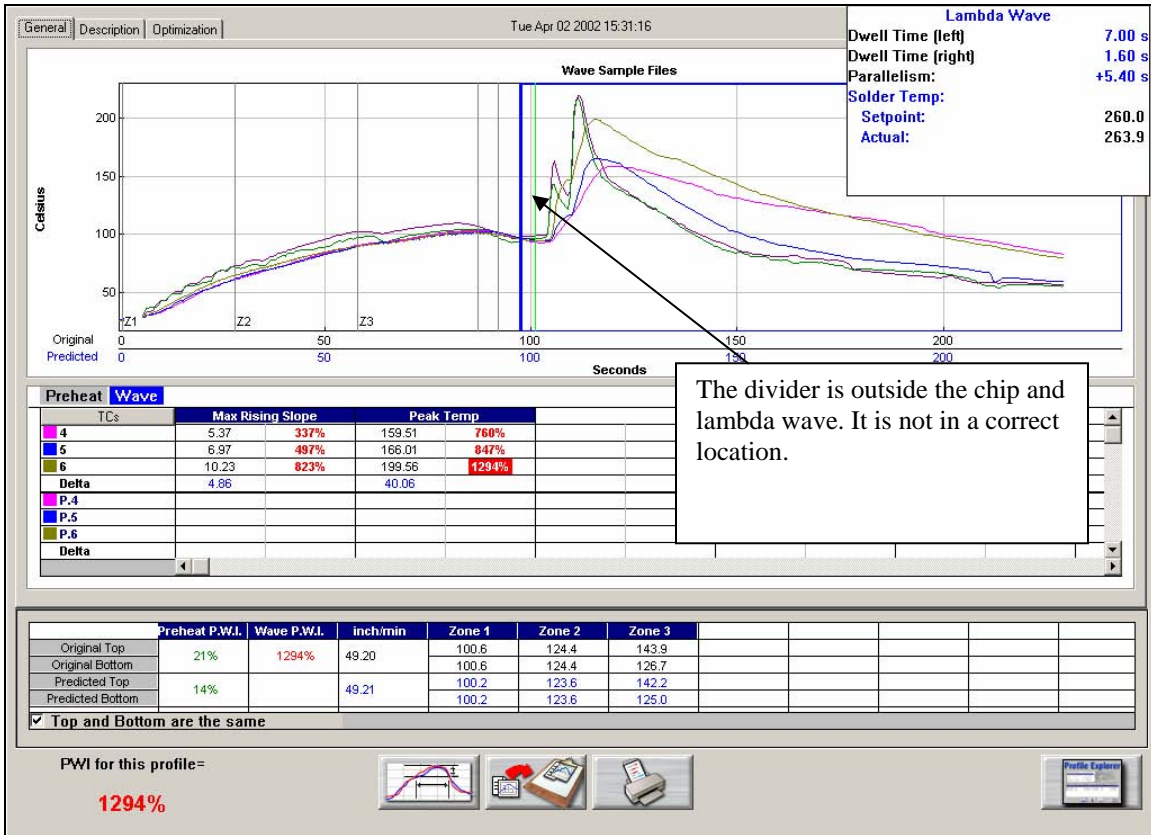 General Description Optimization
Tue Apr 02 2002 15:31:16
Lambda Wave
Dwell Time (left) 7.00 s
Dwell Time (right) 1.60 s
Parallelism: +5.40 s
Solder Temp:
Setpoint: 260.0
Actual: 263.9
Wave Sample Files
Celsius
200
150
100
50
Z1 Z2 Z3
Original 0 50 100 150 200
Predicted 0 50 100 150 200
Seconds
The divider is outside the chip and
lambda wave. It is not in a correct
location.
Preheat Wave
TCs Max Rising Slope Peak Temp
4 5.37 337% 159.51 760%
5 6.97 497% 166.01 847%
6 10.23 823% 199.56 1294%
Delta 4.86 40.06
P.4
P.5
P.6
Delta
Preheat P.W.I. Wave P.W.I. inch/min Zone 1 Zone 2 Zone 3
Original Top 21% 1294% 49.20 100.6 124.4 143.9
Original Bottom 100.6 124.4 126.7
Predicted Top 14% 49.21 100.2 123.6 142.2
Predicted Bottom 100.2 123.6 125.0
Top and Bottom are the same
PWI for this profile=
1294%
Profile Explorer